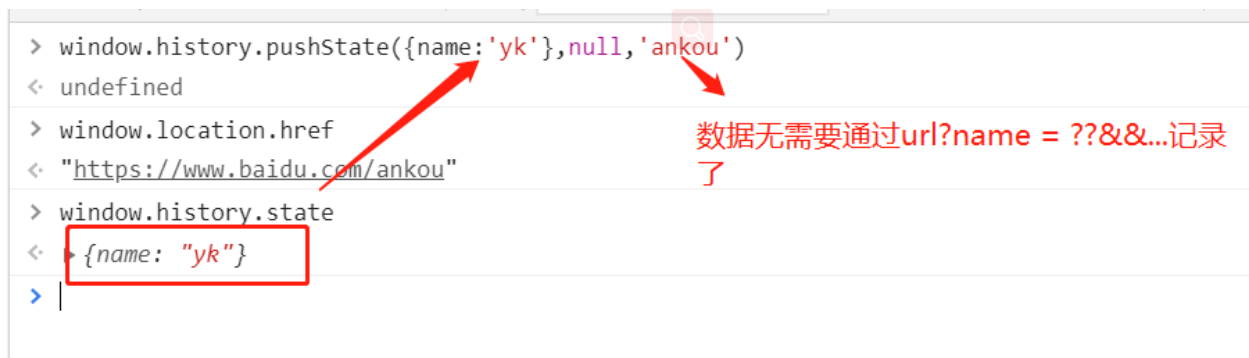 > window.history.pushState({name:'yk'},null,'ankou')
undefined
> window.location.href
"https://www.baidu.com/ankou"
数据无需要通过url?name = ??&&...记录
了
> window.history.state
▶{name: "yk"}
>